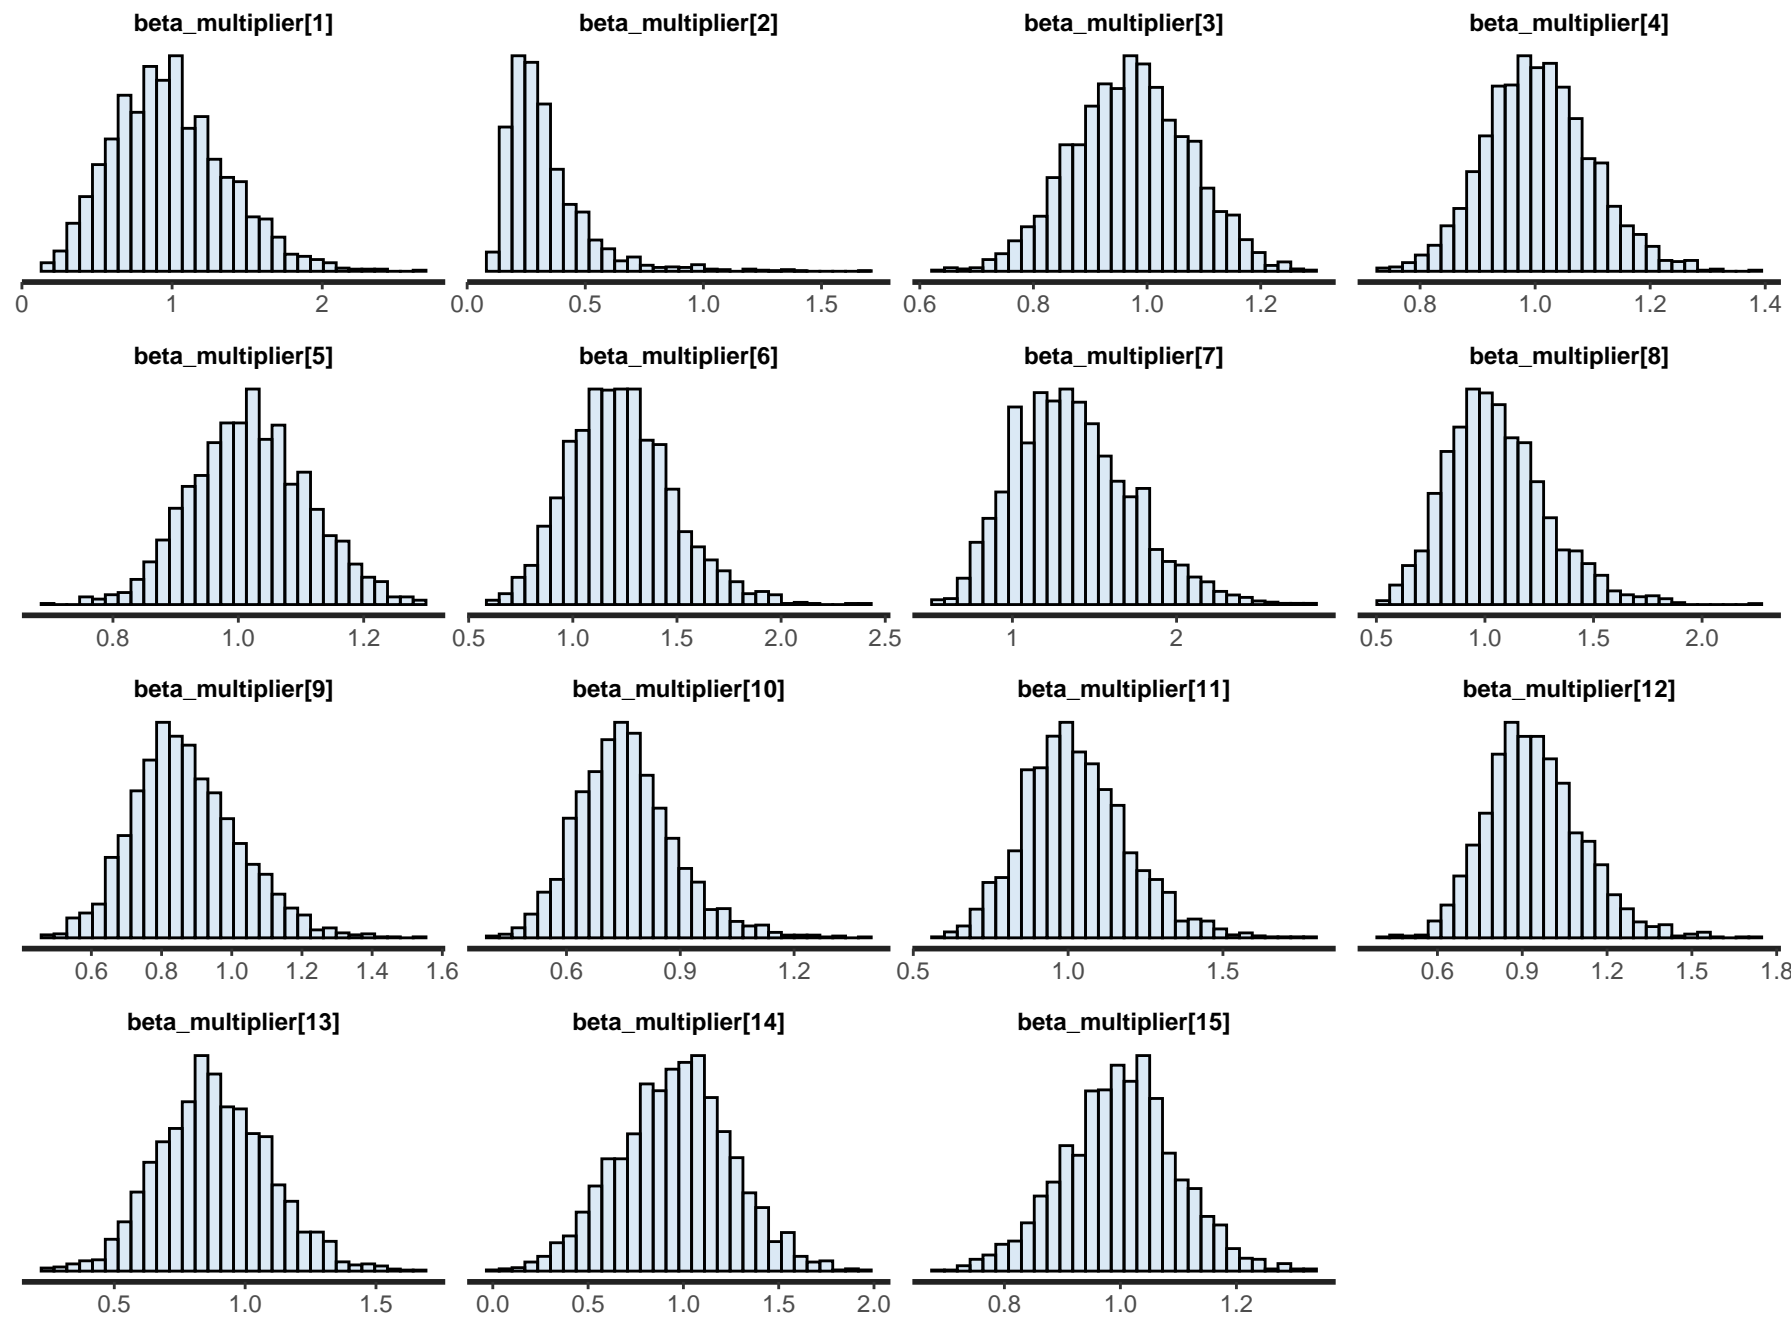 beta_multiplier[1] beta_multiplier[2] beta_multiplier[3] beta_multiplier[4]
0 1 2 0.0 0.5 1.0 1.5 0.6 0.8 1.0 1.2 0.8 1.0 1.2 1.4
beta_multiplier[5] beta_multiplier[6] beta_multiplier[7] beta_multiplier[8]
0.8 1.0 1.2 0.5 1.0 1.5 2.0 2.5 1 2 0.5 1.0 1.5 2.0
beta_multiplier[9] beta_multiplier[10] beta_multiplier[11] beta_multiplier[12]
0.6 0.8 1.0 1.2 1.4 1.6 0.6 0.9 1.2 0.5 1.0 1.5 0.6 0.9 1.2 1.5 1.8
beta_multiplier[13] beta_multiplier[14] beta_multiplier[15]
0.5 1.0 1.5 0.0 0.5 1.0 1.5 2.0 0.8 1.0 1.2